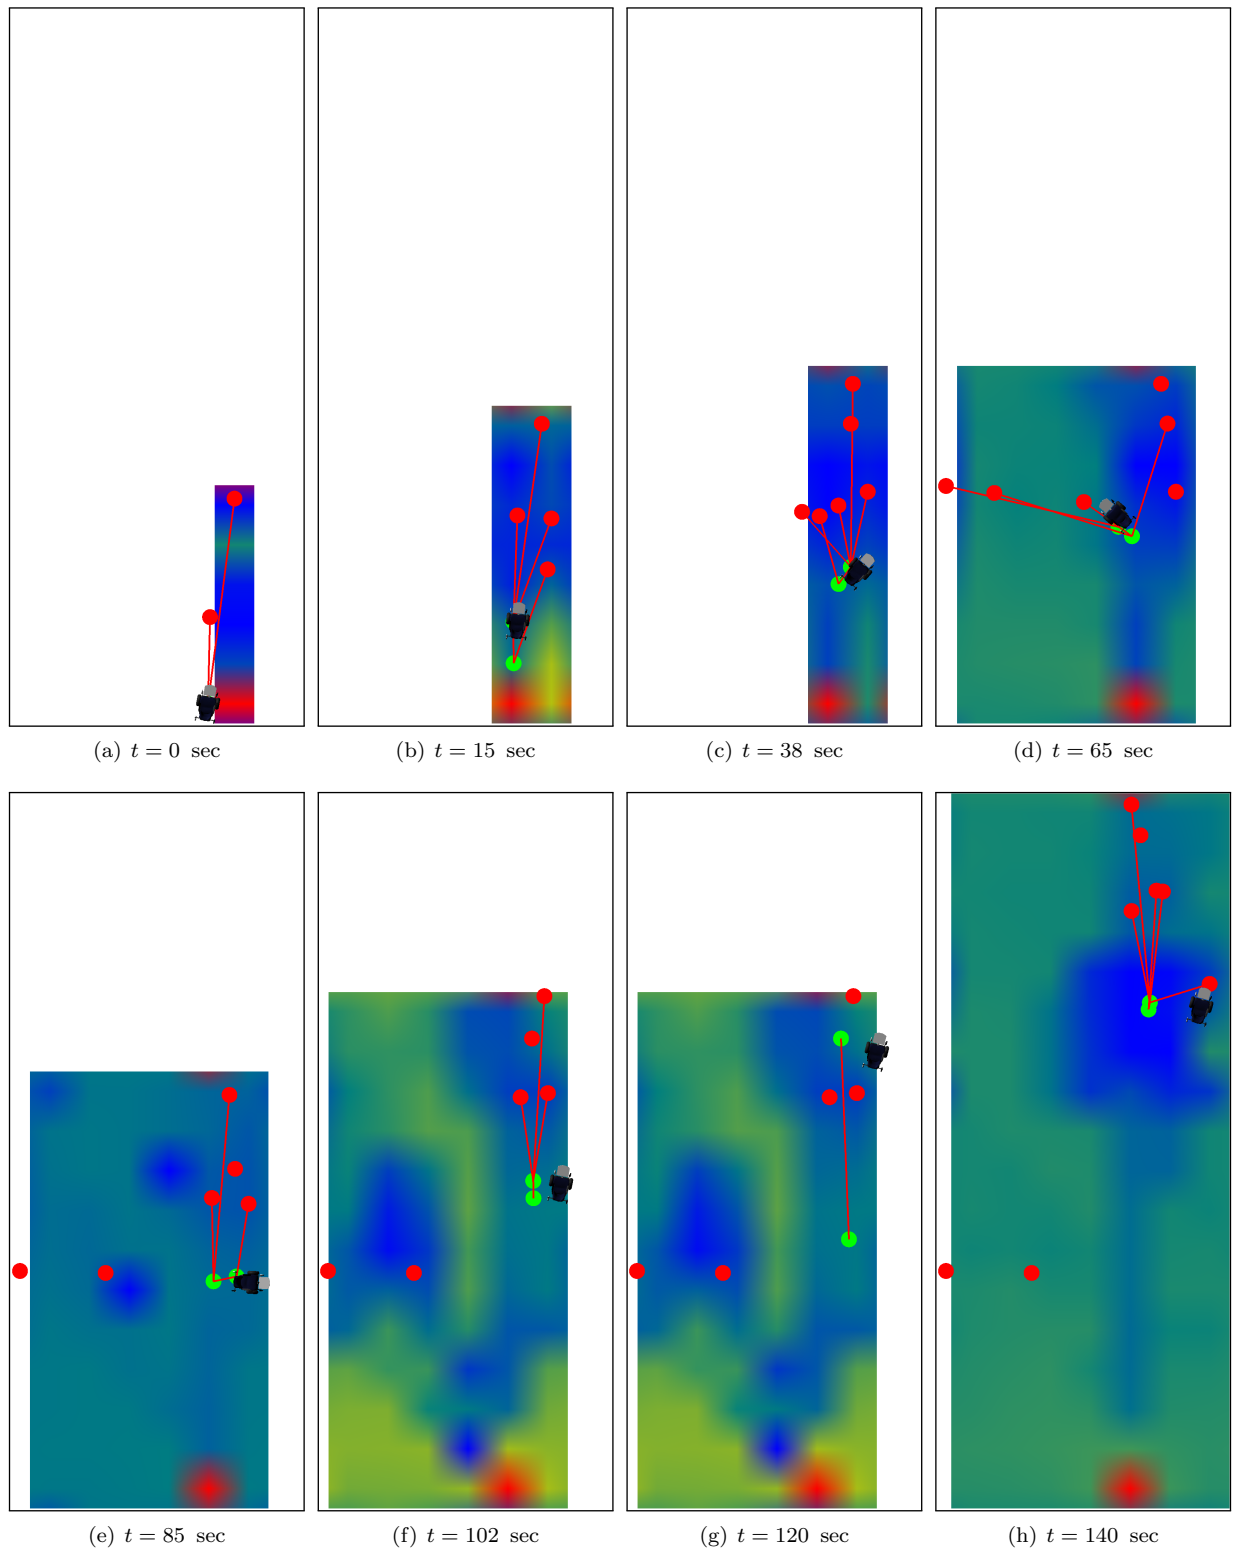 (a) t = 0 sec
(b) t = 15 sec
(c) t = 38 sec
(d) t = 65 sec
(e) t = 85 sec
(f) t = 102 sec
(g) t = 120 sec
(h) t = 140 sec